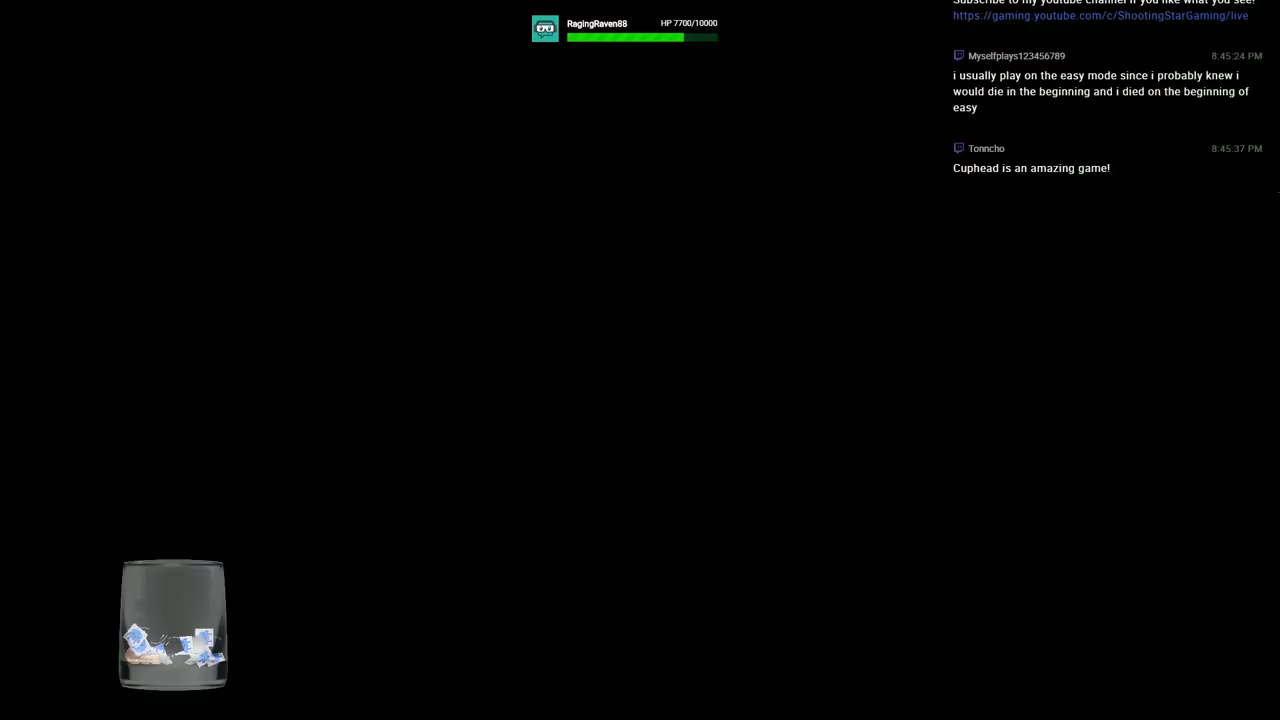 RagingRaven88 HP 7700/10000
Subscribe to my youtube channel if you like what you see!
https://gaming.youtube.com/c/ShootingStarGaming/live
Myselfplays123456789 8:45:24 PM
i usually play on the easy mode since i probably knew i
would die in the beginning and i died on the beginning of
easy
Tonncho 8:45:37 PM
Cuphead is an amazing game!